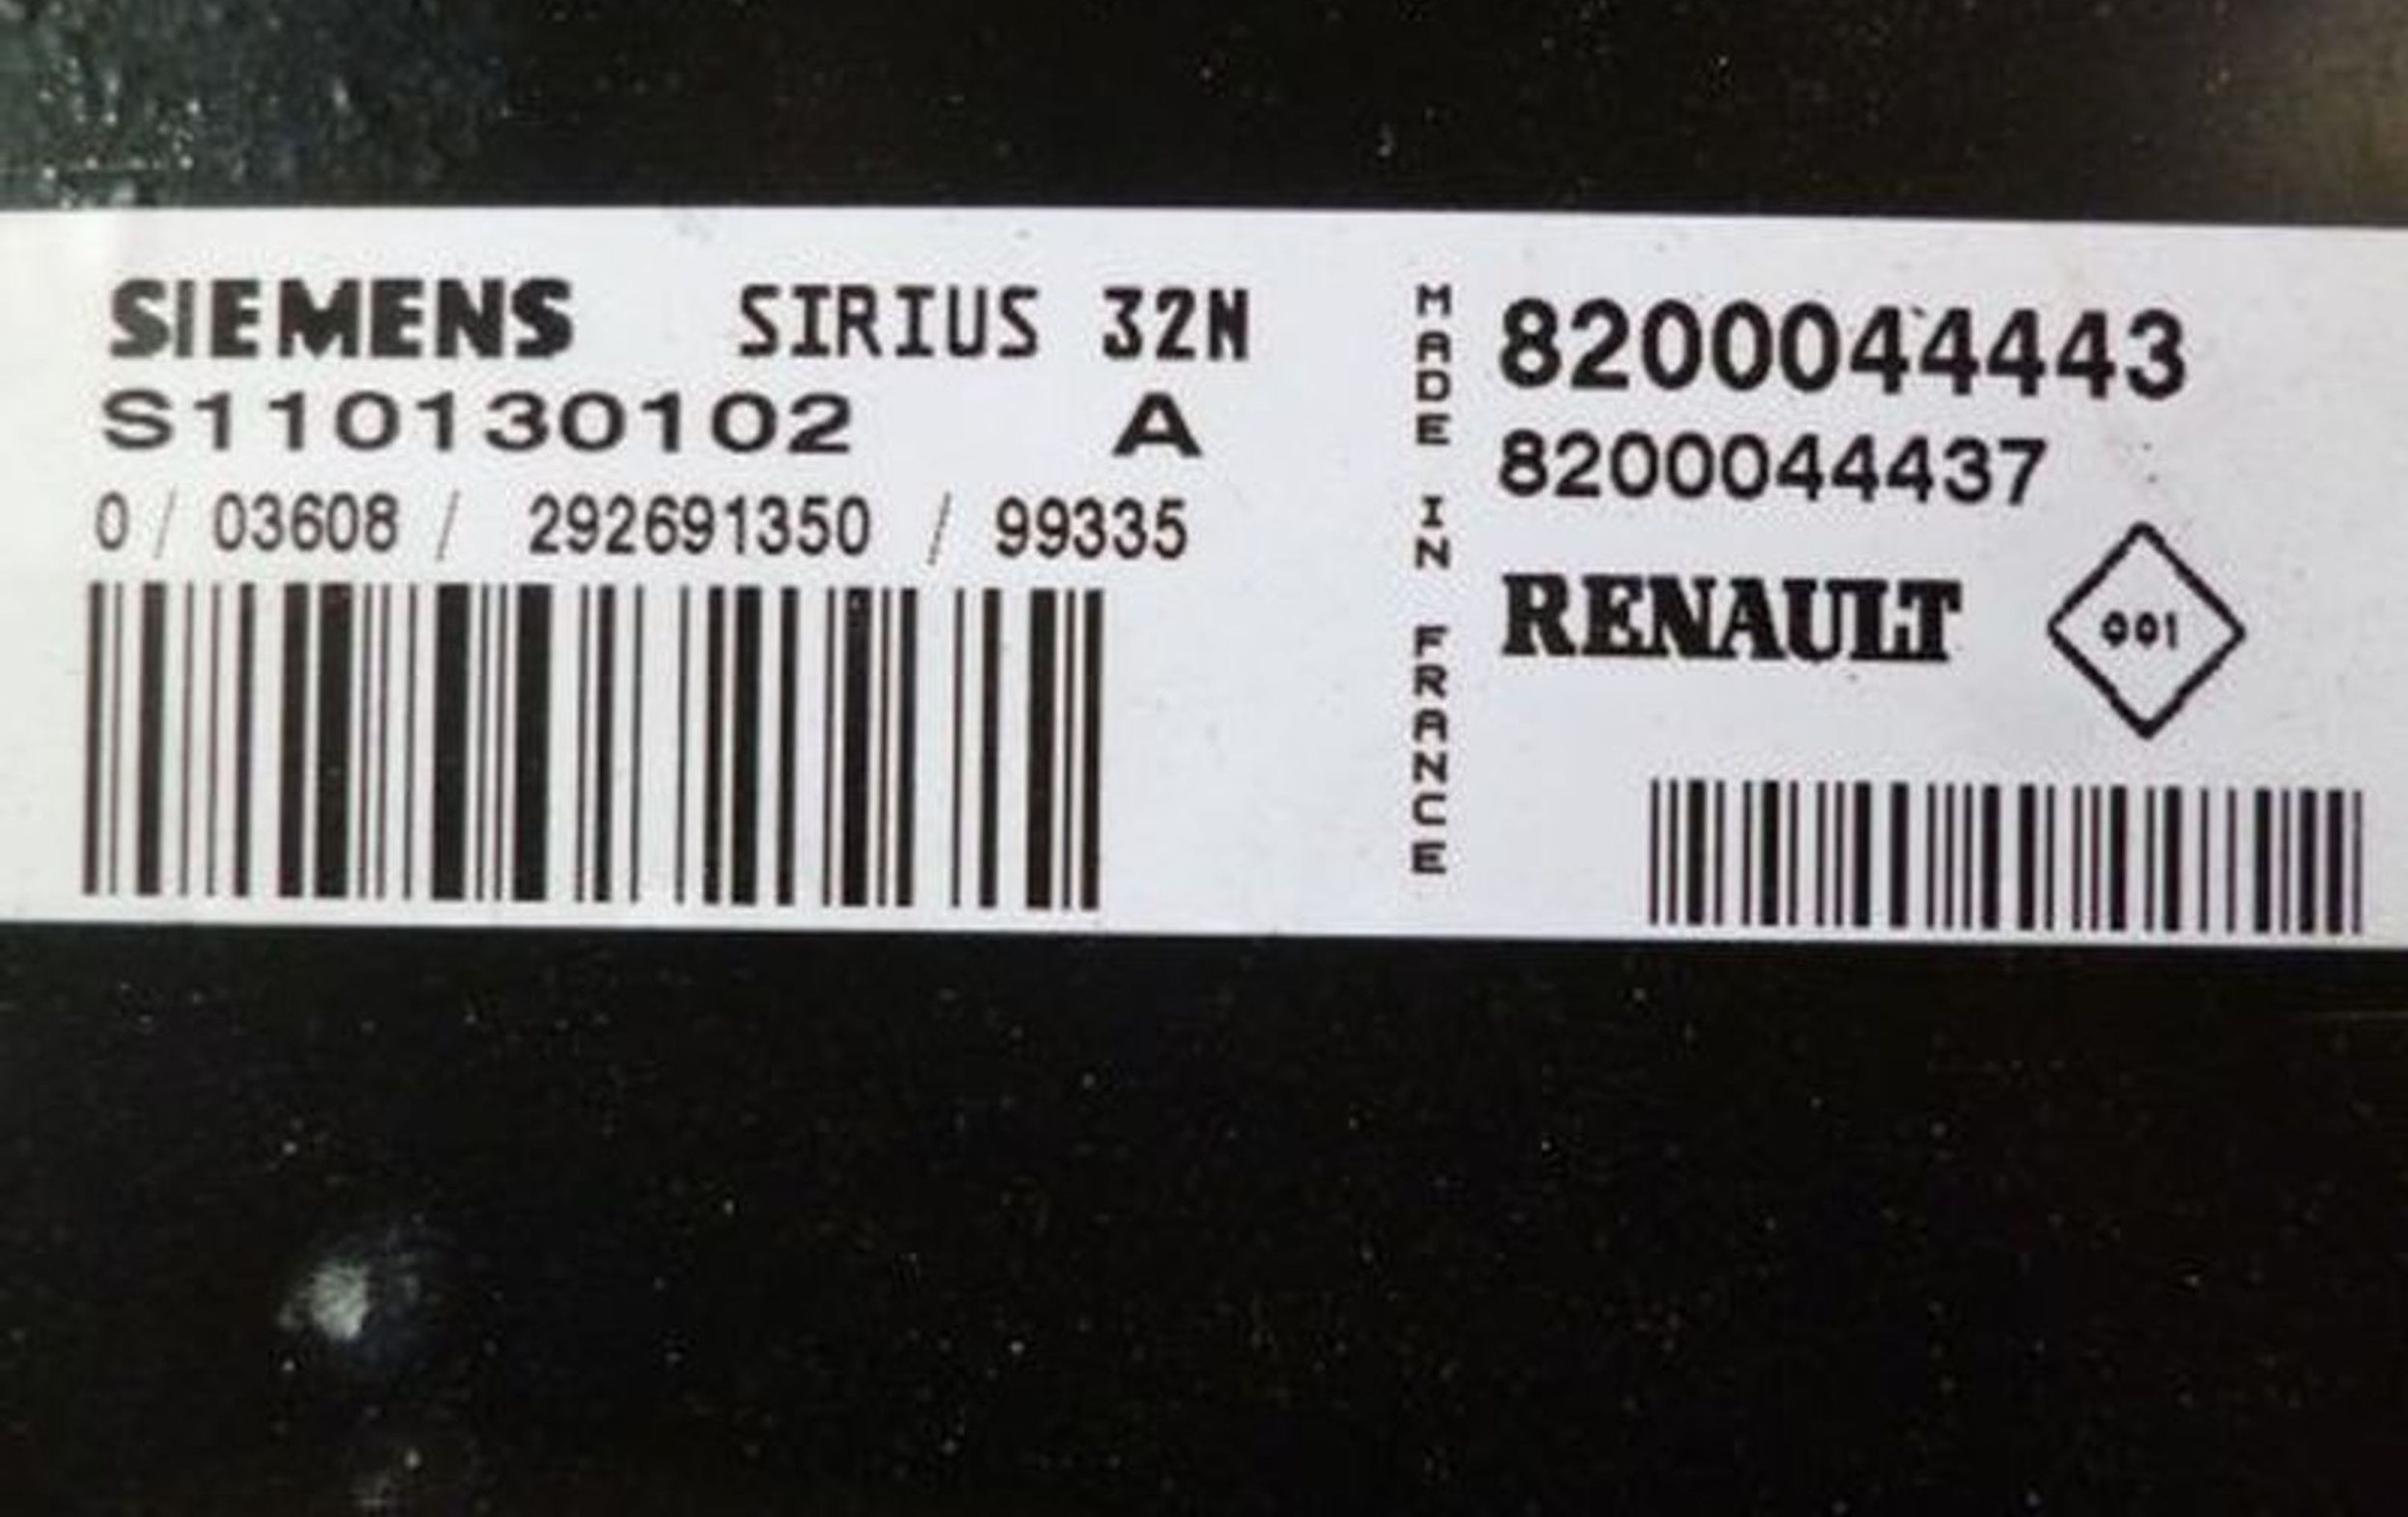 SIEMENS SIRIUS 32N
S110130102 A
0 / 03608 / 292691350 / 99335
MADE IN FRANCE
8200044443
8200044437
RENAULT 001